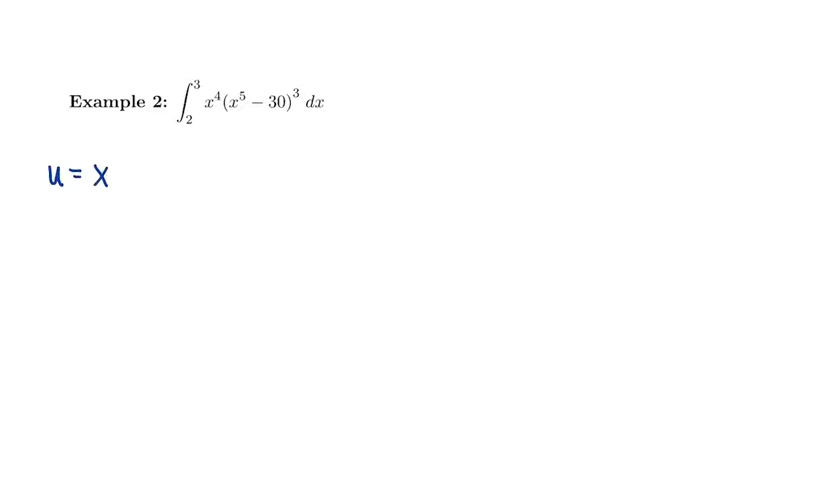 Example 2: ∫₂³ x⁴(x⁵ − 30)³ dx
u = x